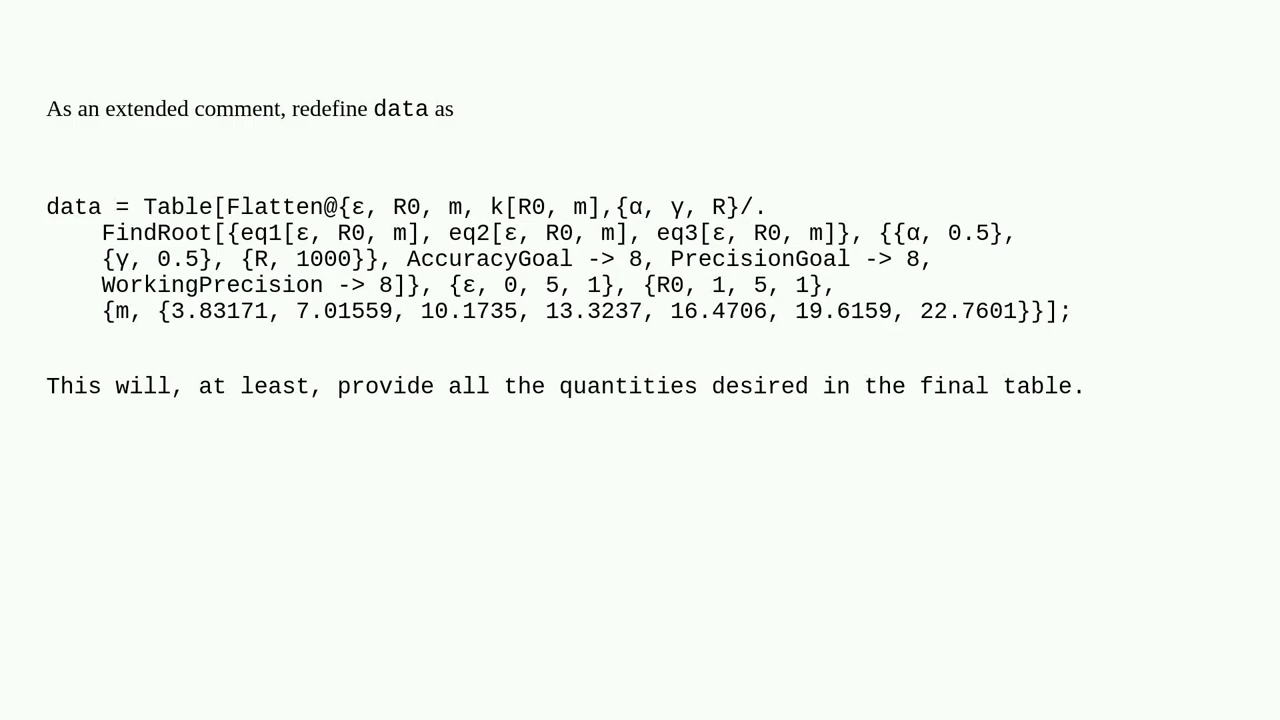 As an extended comment, redefine data as
data = Table[Flatten@{ε, R0, m, k[R0, m],{α, γ, R}/.
FindRoot[{eq1[ε, R0, m], eq2[ε, R0, m], eq3[ε, R0, m]}, {{α, 0.5},
{γ, 0.5}, {R, 1000}}, AccuracyGoal -> 8, PrecisionGoal -> 8,
WorkingPrecision -> 8]}, {ε, 0, 5, 1}, {R0, 1, 5, 1},
{m, {3.83171, 7.01559, 10.1735, 13.3237, 16.4706, 19.6159, 22.7601}}];
This will, at least, provide all the quantities desired in the final table.